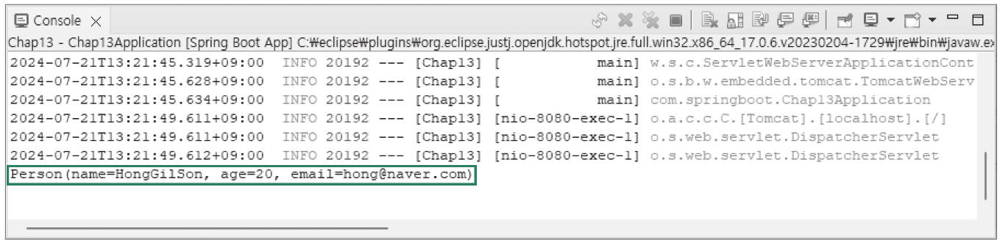 Console
Chap13 - Chap13Application [Spring Boot App] C:₩eclipse₩plugins₩org.eclipse.justj.openjdk.hotspot.jre.full.win32.x86_64_17.0.6.v20230204-1729₩jre₩bin₩javaw.ex
2024-07-21T13:21:45.319+09:00  INFO 20192 --- [Chap13] [           main] w.s.c.ServletWebServerApplicationCont
2024-07-21T13:21:45.628+09:00  INFO 20192 --- [Chap13] [           main] o.s.b.w.embedded.tomcat.TomcatWebServ
2024-07-21T13:21:45.634+09:00  INFO 20192 --- [Chap13] [           main] com.springboot.Chap13Application
2024-07-21T13:21:49.611+09:00  INFO 20192 --- [Chap13] [nio-8080-exec-1] o.a.c.c.C.[Tomcat].[localhost].[/]
2024-07-21T13:21:49.611+09:00  INFO 20192 --- [Chap13] [nio-8080-exec-1] o.s.web.servlet.DispatcherServlet
2024-07-21T13:21:49.612+09:00  INFO 20192 --- [Chap13] [nio-8080-exec-1] o.s.web.servlet.DispatcherServlet
Person(name=HongGilSon, age=20, email=hong@naver.com)